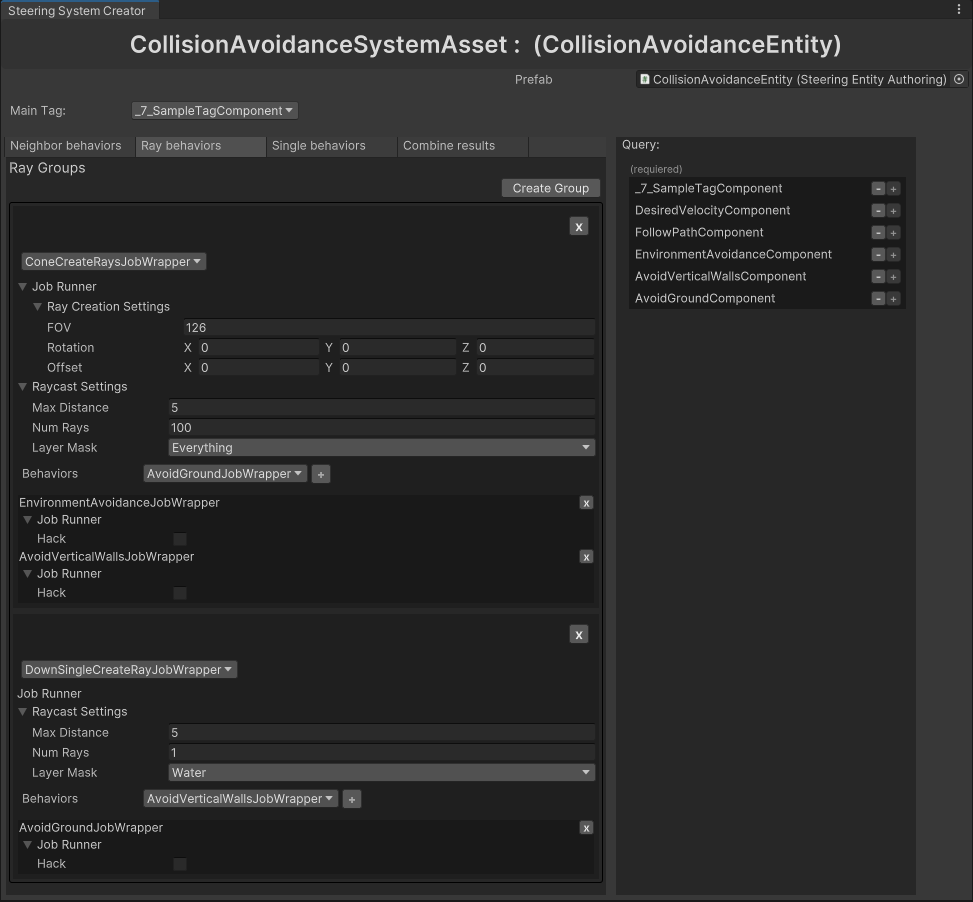 Steering System Creator
CollisionAvoidanceSystemAsset : (CollisionAvoidanceEntity)
Prefab CollisionAvoidanceEntity (Steering Entity Authoring)
Main Tag: _7_SampleTagComponent
Neighbor behaviors Ray behaviors Single behaviors Combine results
Ray Groups
Create Group
x
ConeCreateRaysJobWrapper
Job Runner
Ray Creation Settings
FOV 126
Rotation X 0 Y 0 Z 0
Offset X 0 Y 0 Z 0
Raycast Settings
Max Distance 5
Num Rays 100
Layer Mask Everything
Behaviors AvoidGroundJobWrapper +
EnvironmentAvoidanceJobWrapper x
Job Runner
Hack
AvoidVerticalWallsJobWrapper x
Job Runner
Hack
x
DownSingleCreateRayJobWrapper
Job Runner
Raycast Settings
Max Distance 5
Num Rays 1
Layer Mask Water
Behaviors AvoidVerticalWallsJobWrapper +
AvoidGroundJobWrapper x
Job Runner
Hack
Query:
(requiered)
_7_SampleTagComponent - +
DesiredVelocityComponent - +
FollowPathComponent - +
EnvironmentAvoidanceComponent - +
AvoidVerticalWallsComponent - +
AvoidGroundComponent - +